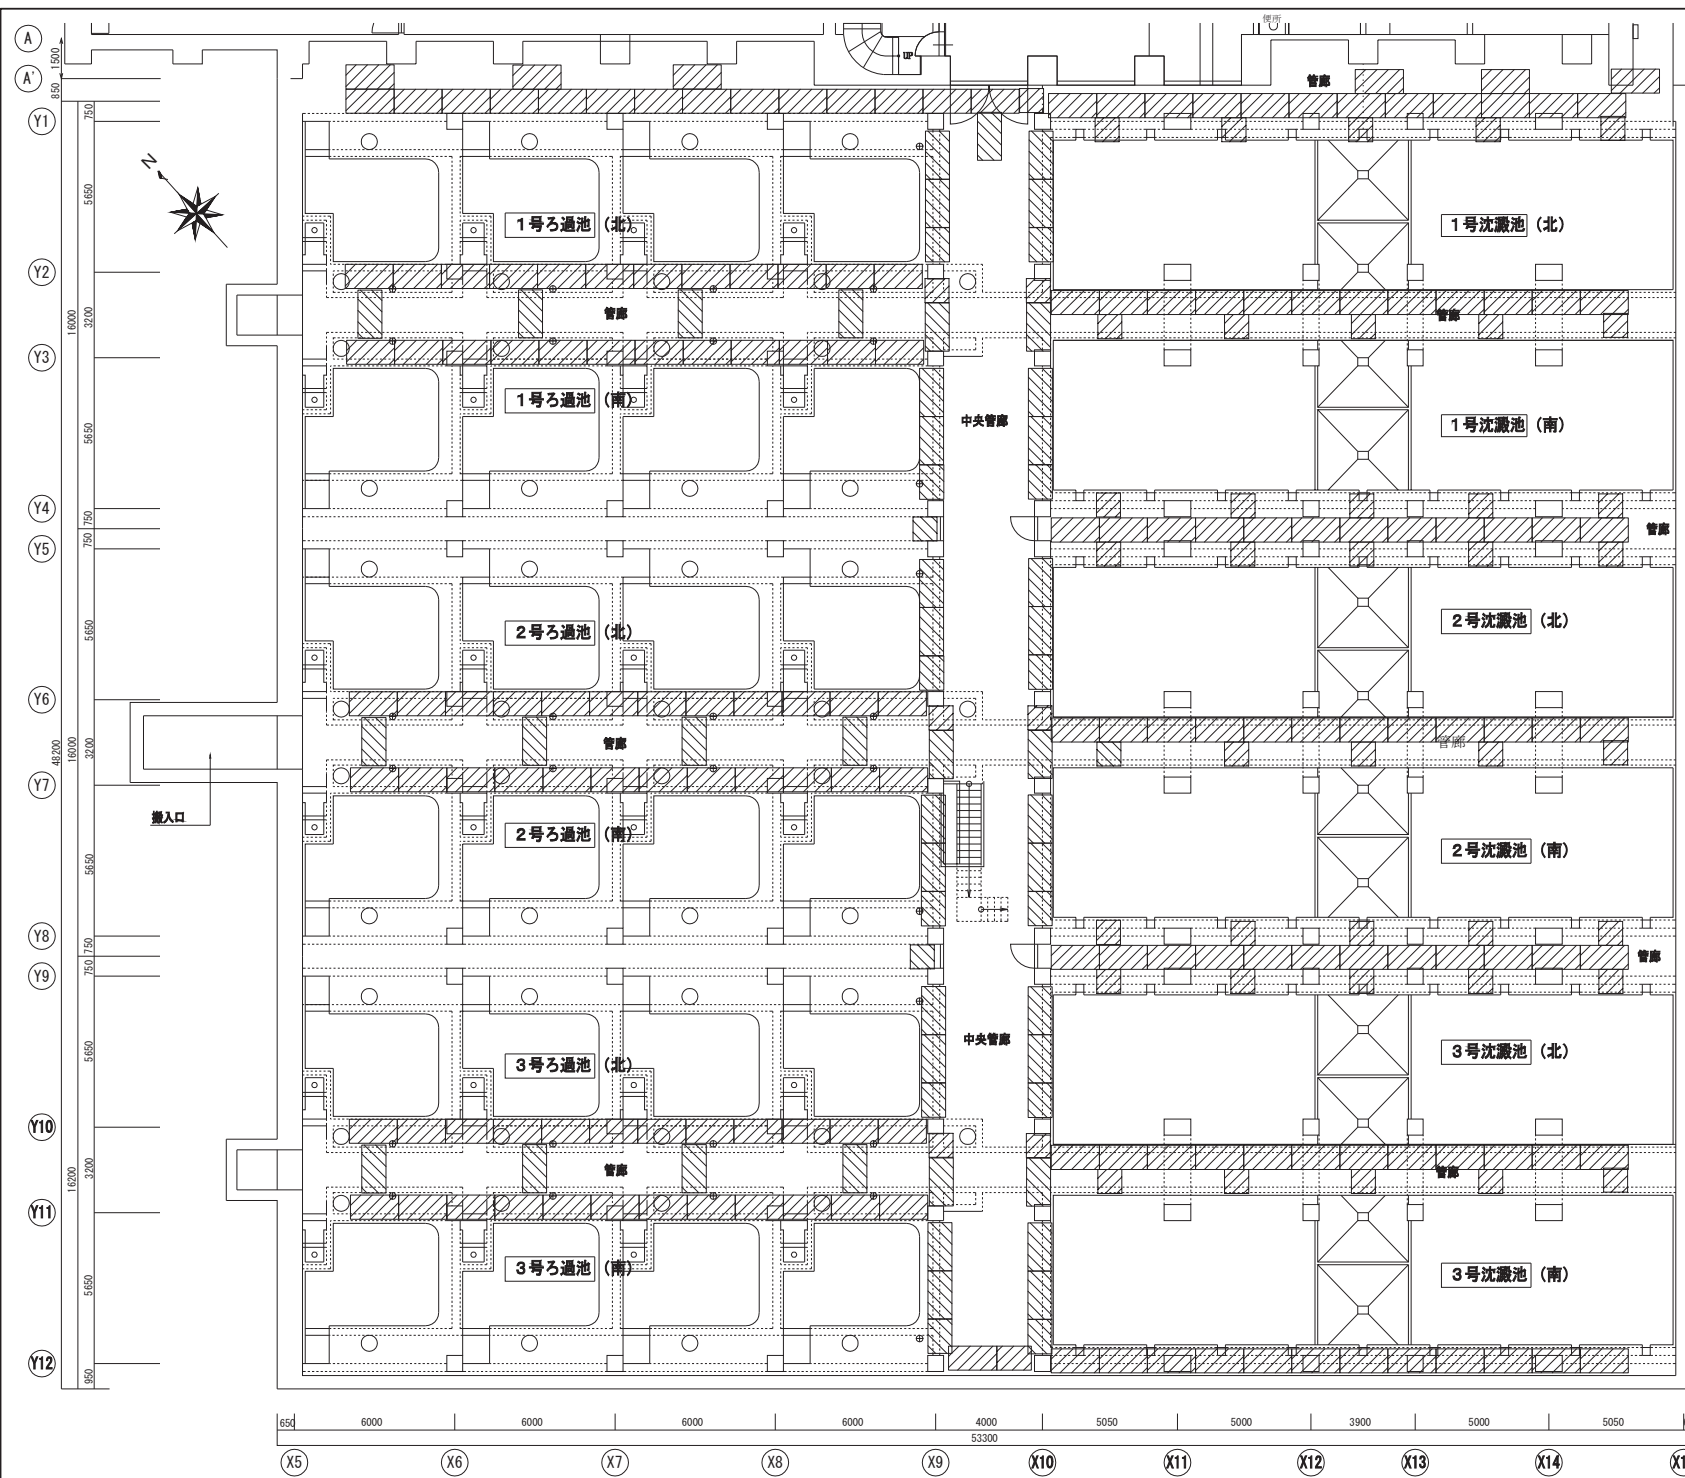 便所
A
1500
UP
A'
管廊
850
750
Y1
N
5650
1号ろ過池 (北)
1号沈澱池 (北)
Y2
16000
3200
管廊
管廊
Y3
1号ろ過池 (南)
中央管廊
1号沈澱池 (南)
5650
Y4
750
管廊
750
Y5
2号ろ過池 (北)
2号沈澱池 (北)
5650
Y6
48200
16000
3200
管廊
管廊
Y7
搬入口
2号ろ過池 (南)
2号沈澱池 (南)
5650
Y8
750
管廊
750
Y9
中央管廊
3号ろ過池 (北)
3号沈澱池 (北)
5650
Y10
16200
3200
管廊
管廊
Y11
3号ろ過池 (南)
3号沈澱池 (南)
5650
Y12
950
650 6000 6000 6000 6000 4000 5050 5000 3900 5000 5050
53300
X5 X6 X7 X8 X9 X10 X11 X12 X13 X14